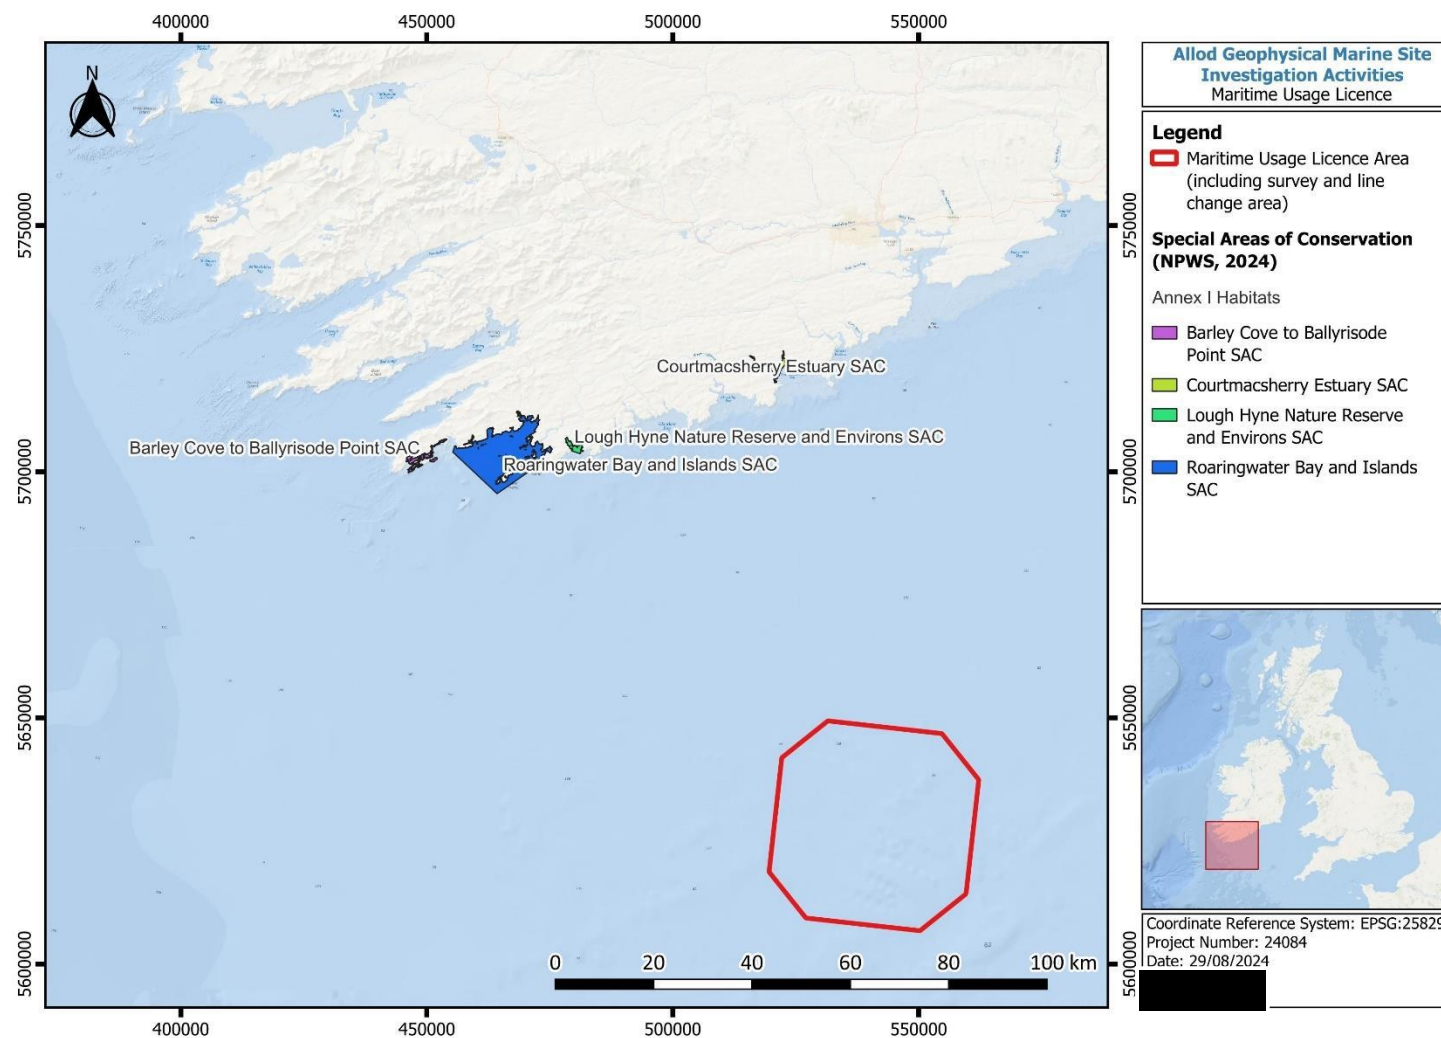 400000
450000
500000
550000
N
5750000
5700000
5650000
5600000
Courtmacsherry Estuary SAC
Barley Cove to Ballyrisode Point SAC
Lough Hyne Nature Reserve and Environs SAC
Roaringwater Bay and Islands SAC
0 20 40 60 80 100 km
5750000
5700000
5650000
5600000
400000
450000
500000
550000
Allod Geophysical Marine Site
Investigation Activities
Maritime Usage Licence
Legend
Maritime Usage Licence Area
(including survey and line
change area)
Special Areas of Conservation
(NPWS, 2024)
Annex I Habitats
Barley Cove to Ballyrisode
Point SAC
Courtmacsherry Estuary SAC
Lough Hyne Nature Reserve
and Environs SAC
Roaringwater Bay and Islands
SAC
Coordinate Reference System: EPSG:25829
Project Number: 24084
Date: 29/08/2024